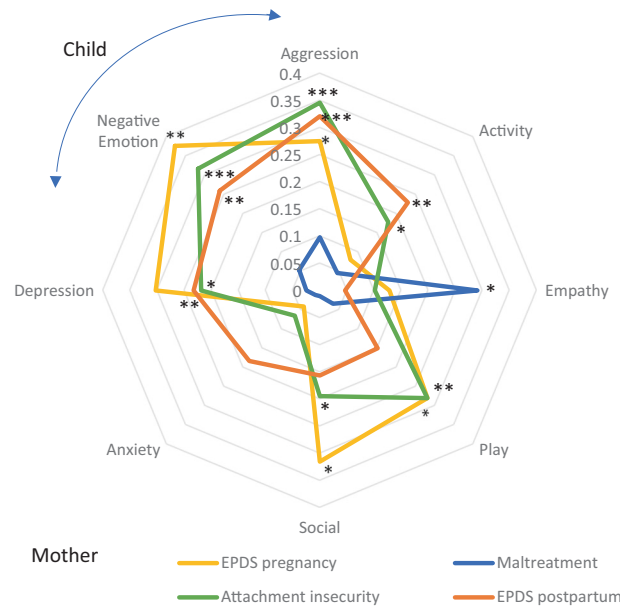 Child
Aggression
0.4
***
0.35
***
0.3
*
0.25
0.2
0.15
0.1
0.05
0
Negative
Emotion
**
***
**
Activity
**
*
Depression
*
**
Empathy
*
**
*
*
Anxiety
Play
*
Social
Mother
EPDS pregnancy
Maltreatment
Attachment insecurity
EPDS postpartum